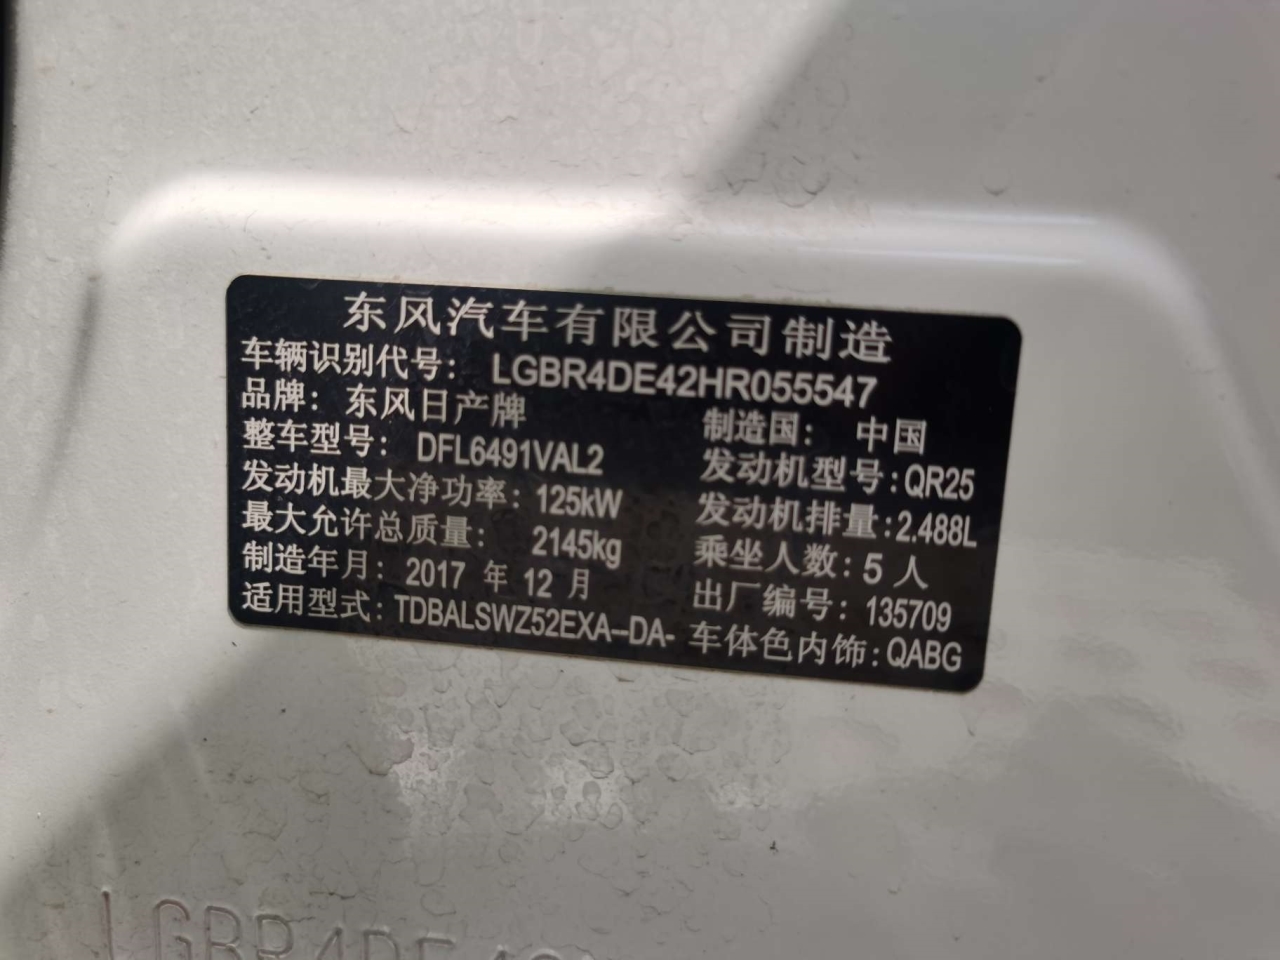 东风汽车有限公司制造
车辆识别代号: LGBR4DE42HR055547
品牌: 东风日产牌 制造国: 中国
整车型号: DFL6491VAL2 发动机型号:QR25
发动机最大净功率: 125kW 发动机排量:2.488L
最大允许总质量: 2145kg 乘坐人数: 5 人
制造年月: 2017 年 12 月 出厂编号: 135709
适用型式: TDBALSWZ52EXA--DA- 车体色内饰:QABG
LGBR4DE42